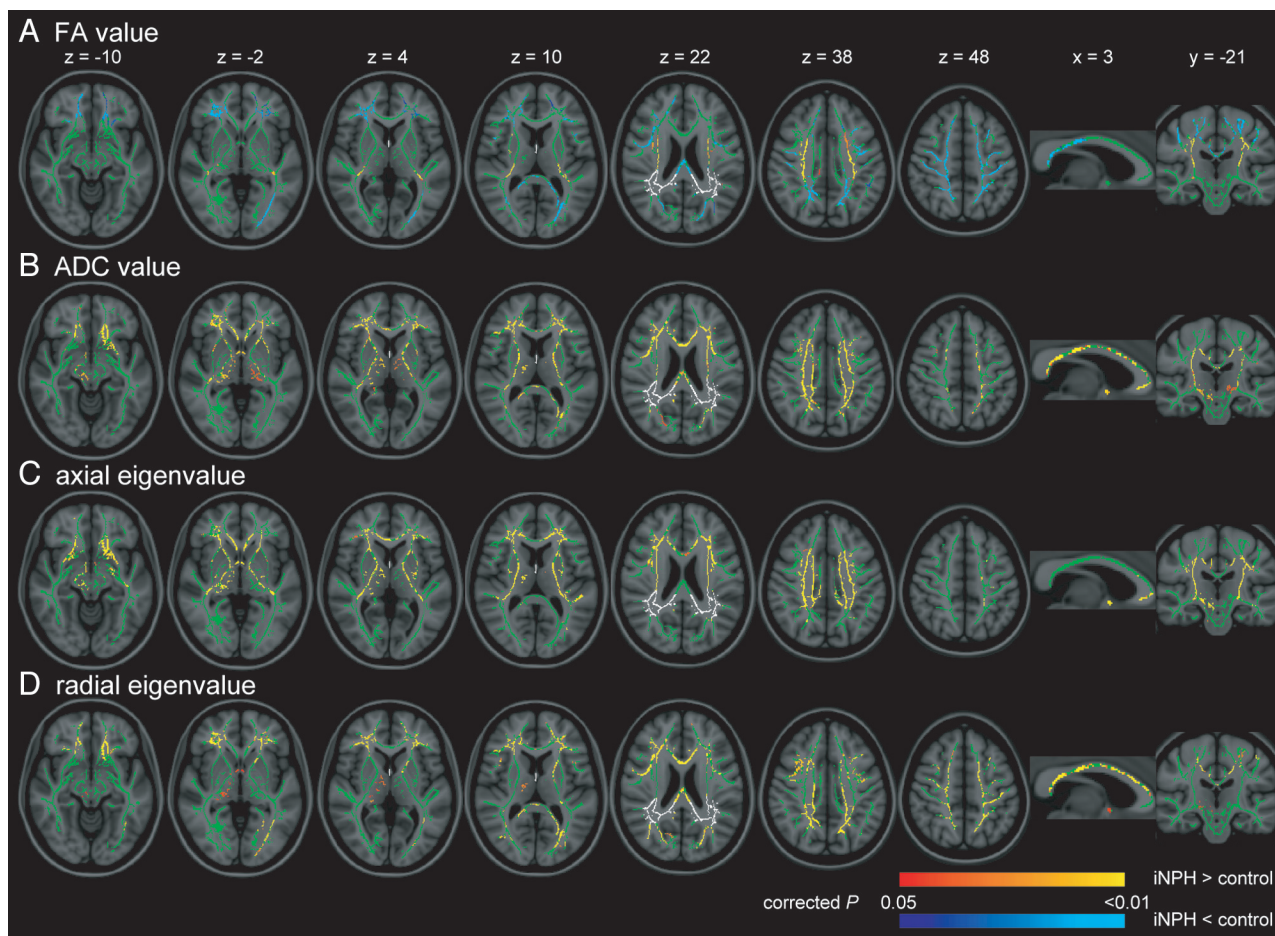 A FA value
z = -10 z = -2 z = 4 z = 10 z = 22 z = 38 z = 48 x = 3 y = -21
B ADC value
C axial eigenvalue
D radial eigenvalue
iNPH > control
corrected P 0.05 <0.01
iNPH < control